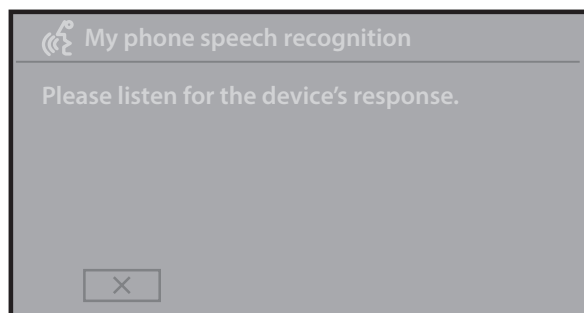 My phone speech recognition
Please listen for the device’s response.